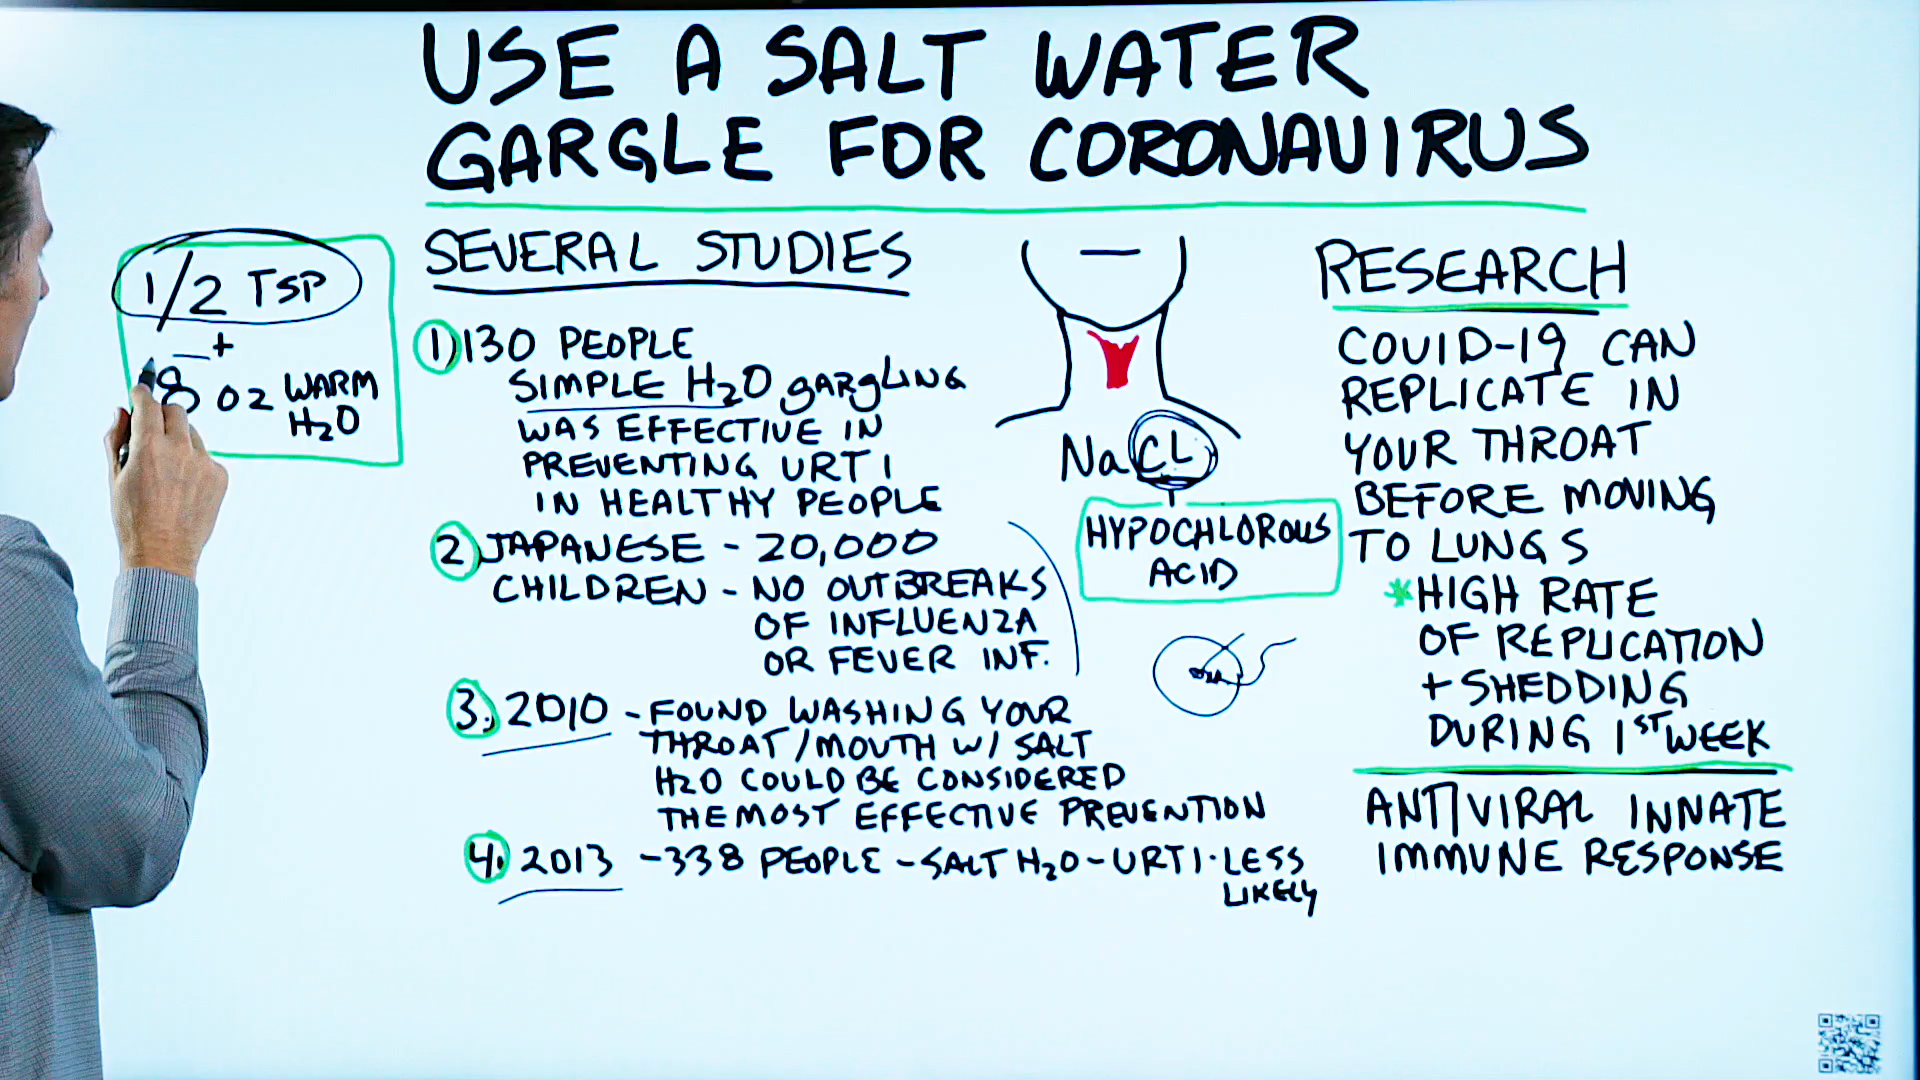 USE A SALT WATER
GARGLE FOR CORONAVIRUS
1/2 TSP
+
8 OZ WARM
H2O
SEVERAL STUDIES
1) 130 PEOPLE
SIMPLE H2O GARGLING
WAS EFFECTIVE IN
PREVENTING URTI
IN HEALTHY PEOPLE
2 JAPANESE - 20,000
CHILDREN - NO OUTBREAKS
OF INFLUENZA
OR FEVER INF.
3. 2010 - FOUND WASHING YOUR
THROAT/MOUTH W/ SALT
H2O COULD BE CONSIDERED
THE MOST EFFECTIVE PREVENTION
4. 2013 - 338 PEOPLE - SALT H2O - URTI · LESS
LIKELY
NaCL
HYPOCHLOROUS
ACID
DNA
RESEARCH
COVID-19 CAN
REPLICATE IN
YOUR THROAT
BEFORE MOVING
TO LUNGS
*HIGH RATE
OF REPLICATION
+ SHEDDING
DURING 1ST WEEK
ANTIVIRAL INNATE
IMMUNE RESPONSE